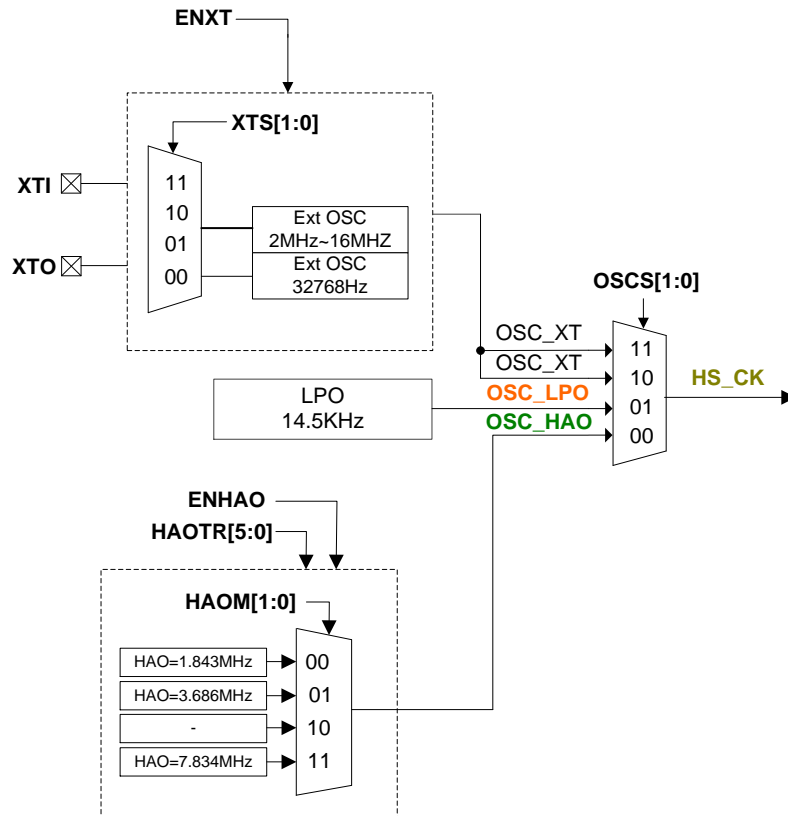 ENXT
XTS[1:0]
XTI
XTO
11
10
01
00
Ext OSC
2MHz~16MHZ
Ext OSC
32768Hz
OSCS[1:0]
OSC_XT
OSC_XT
OSC_LPO
OSC_HAO
11
10
01
00
HS_CK
LPO
14.5KHz
ENHAO
HAOTR[5:0]
HAOM[1:0]
HAO=1.843MHz
00
HAO=3.686MHz
01
-
10
HAO=7.834MHz
11